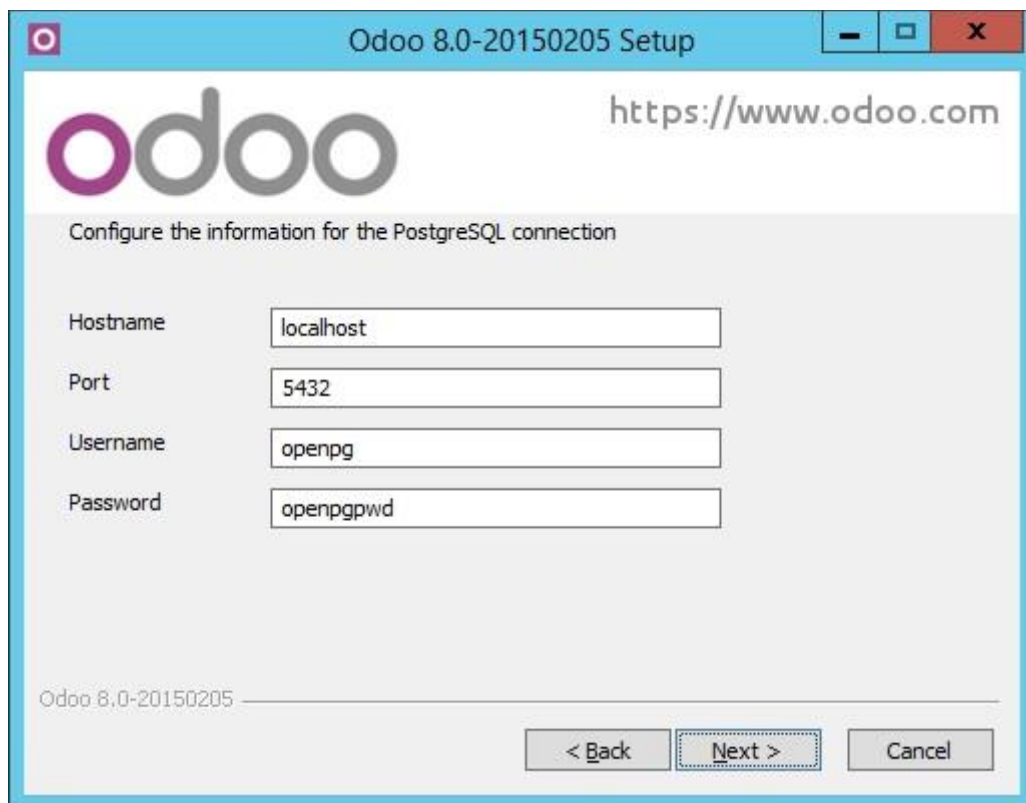 Odoo 8.0-20150205 Setup
odoo
https://www.odoo.com
Configure the information for the PostgreSQL connection
Hostname
localhost
Port
5432
Username
openpg
Password
openpgpwd
Odoo 8.0-20150205
< Back
Next >
Cancel